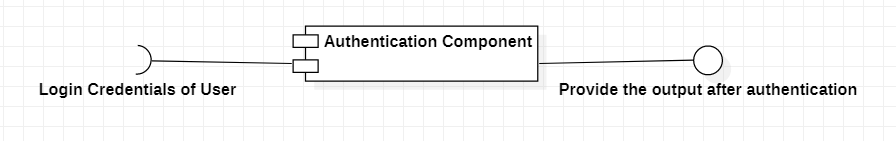 Authentication Component
Login Credentials of User
Provide the output after authentication